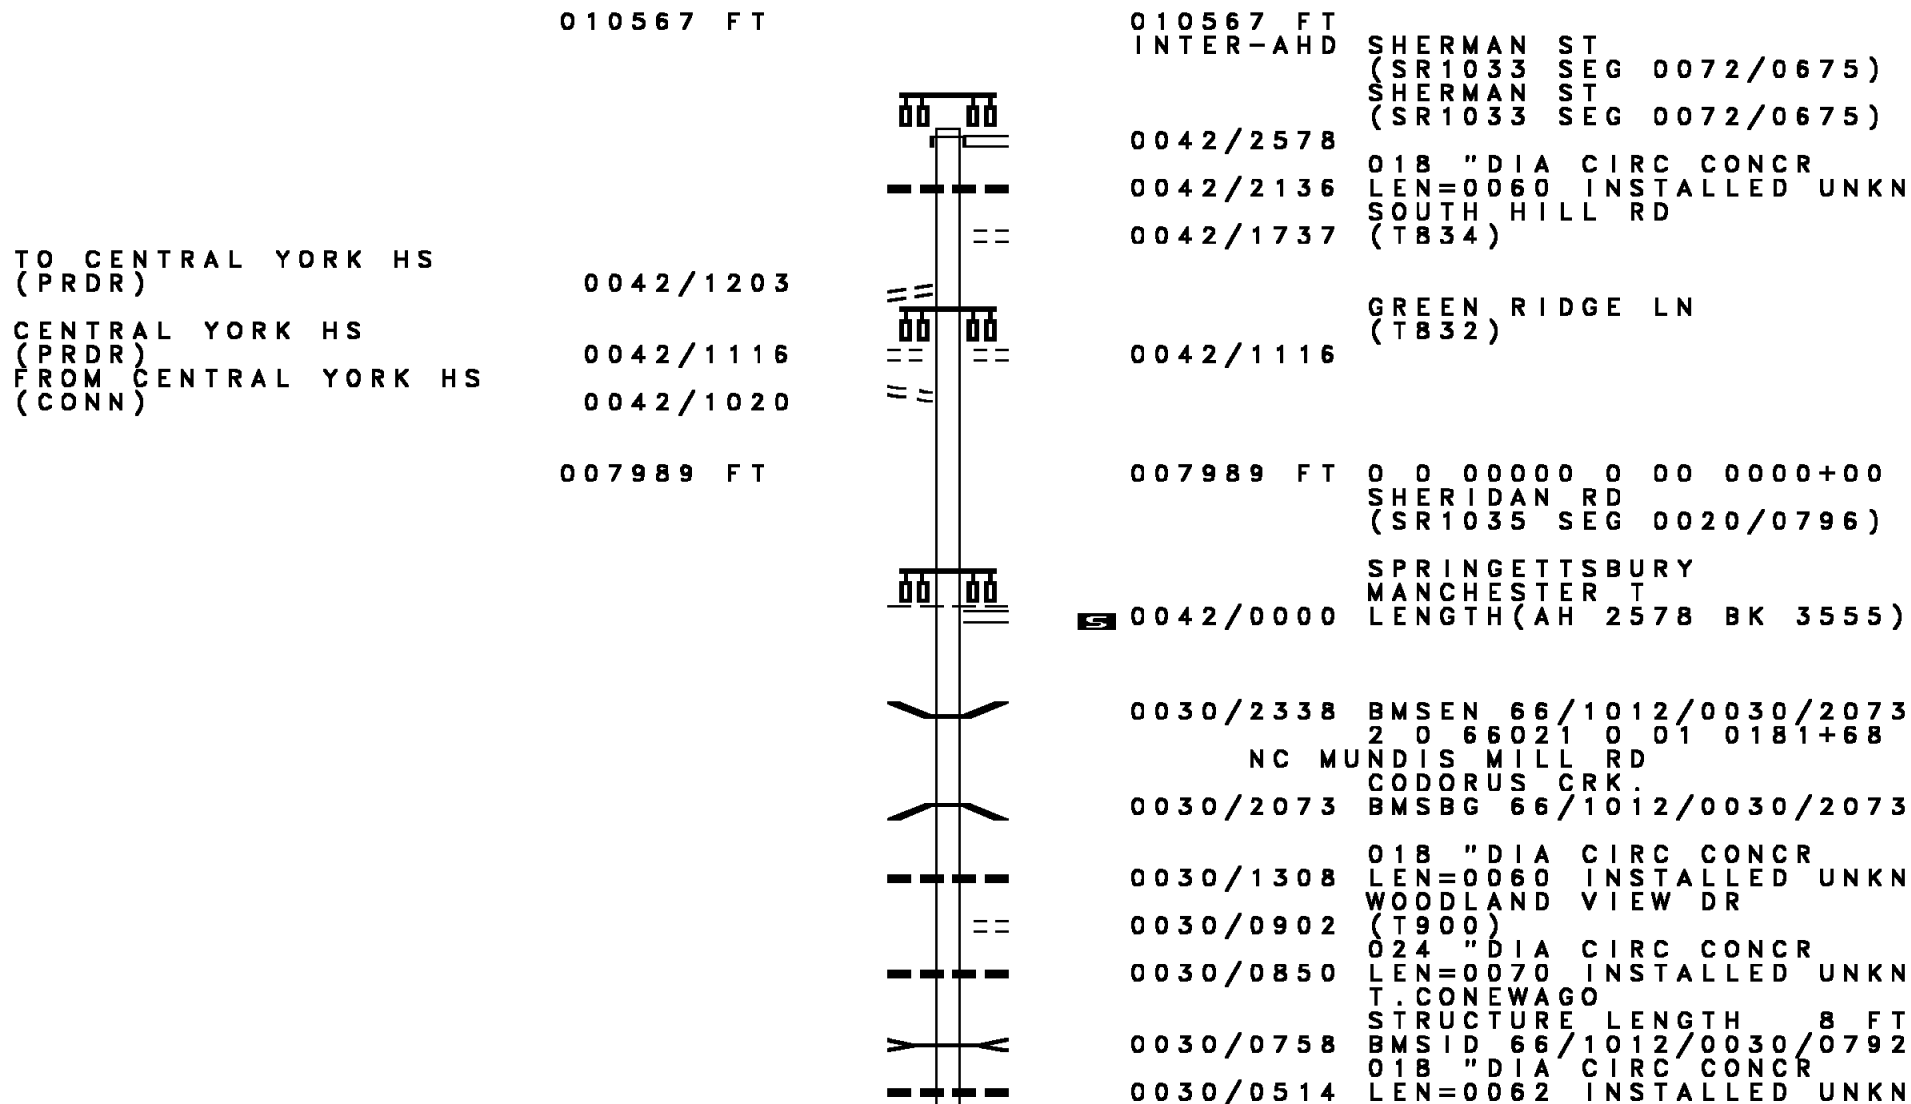 010567 FT 010567 FT
INTER-AHD SHERMAN ST
(SR1033 SEG 0072/0675)
SHERMAN ST
(SR1033 SEG 0072/0675)
0042/2578
018 "DIA CIRC CONCR
0042/2136 LEN=0060 INSTALLED UNKN
SOUTH HILL RD
0042/1737 (T834)
TO CENTRAL YORK HS
(PRDR) 0042/1203
GREEN RIDGE LN
CENTRAL YORK HS (T832)
(PRDR) 0042/1116 0042/1116
FROM CENTRAL YORK HS
(CONN) 0042/1020
007989 FT 007989 FT 0 0 00000 0 00 0000+00
SHERIDAN RD
(SR1035 SEG 0020/0796)
SPRINGETTSBURY
MANCHESTER T
S 0042/0000 LENGTH(AH 2578 BK 3555)
0030/2338 BMSEN 66/1012/0030/2073
2 0 66021 0 01 0181+68
NC MUNDIS MILL RD
CODORUS CRK.
0030/2073 BMSBG 66/1012/0030/2073
018 "DIA CIRC CONCR
0030/1308 LEN=0060 INSTALLED UNKN
WOODLAND VIEW DR
0030/0902 (T900)
024 "DIA CIRC CONCR
0030/0850 LEN=0070 INSTALLED UNKN
T.CONEWAGO
STRUCTURE LENGTH 8 FT
0030/0758 BMSID 66/1012/0030/0792
018 "DIA CIRC CONCR
0030/0514 LEN=0062 INSTALLED UNKN